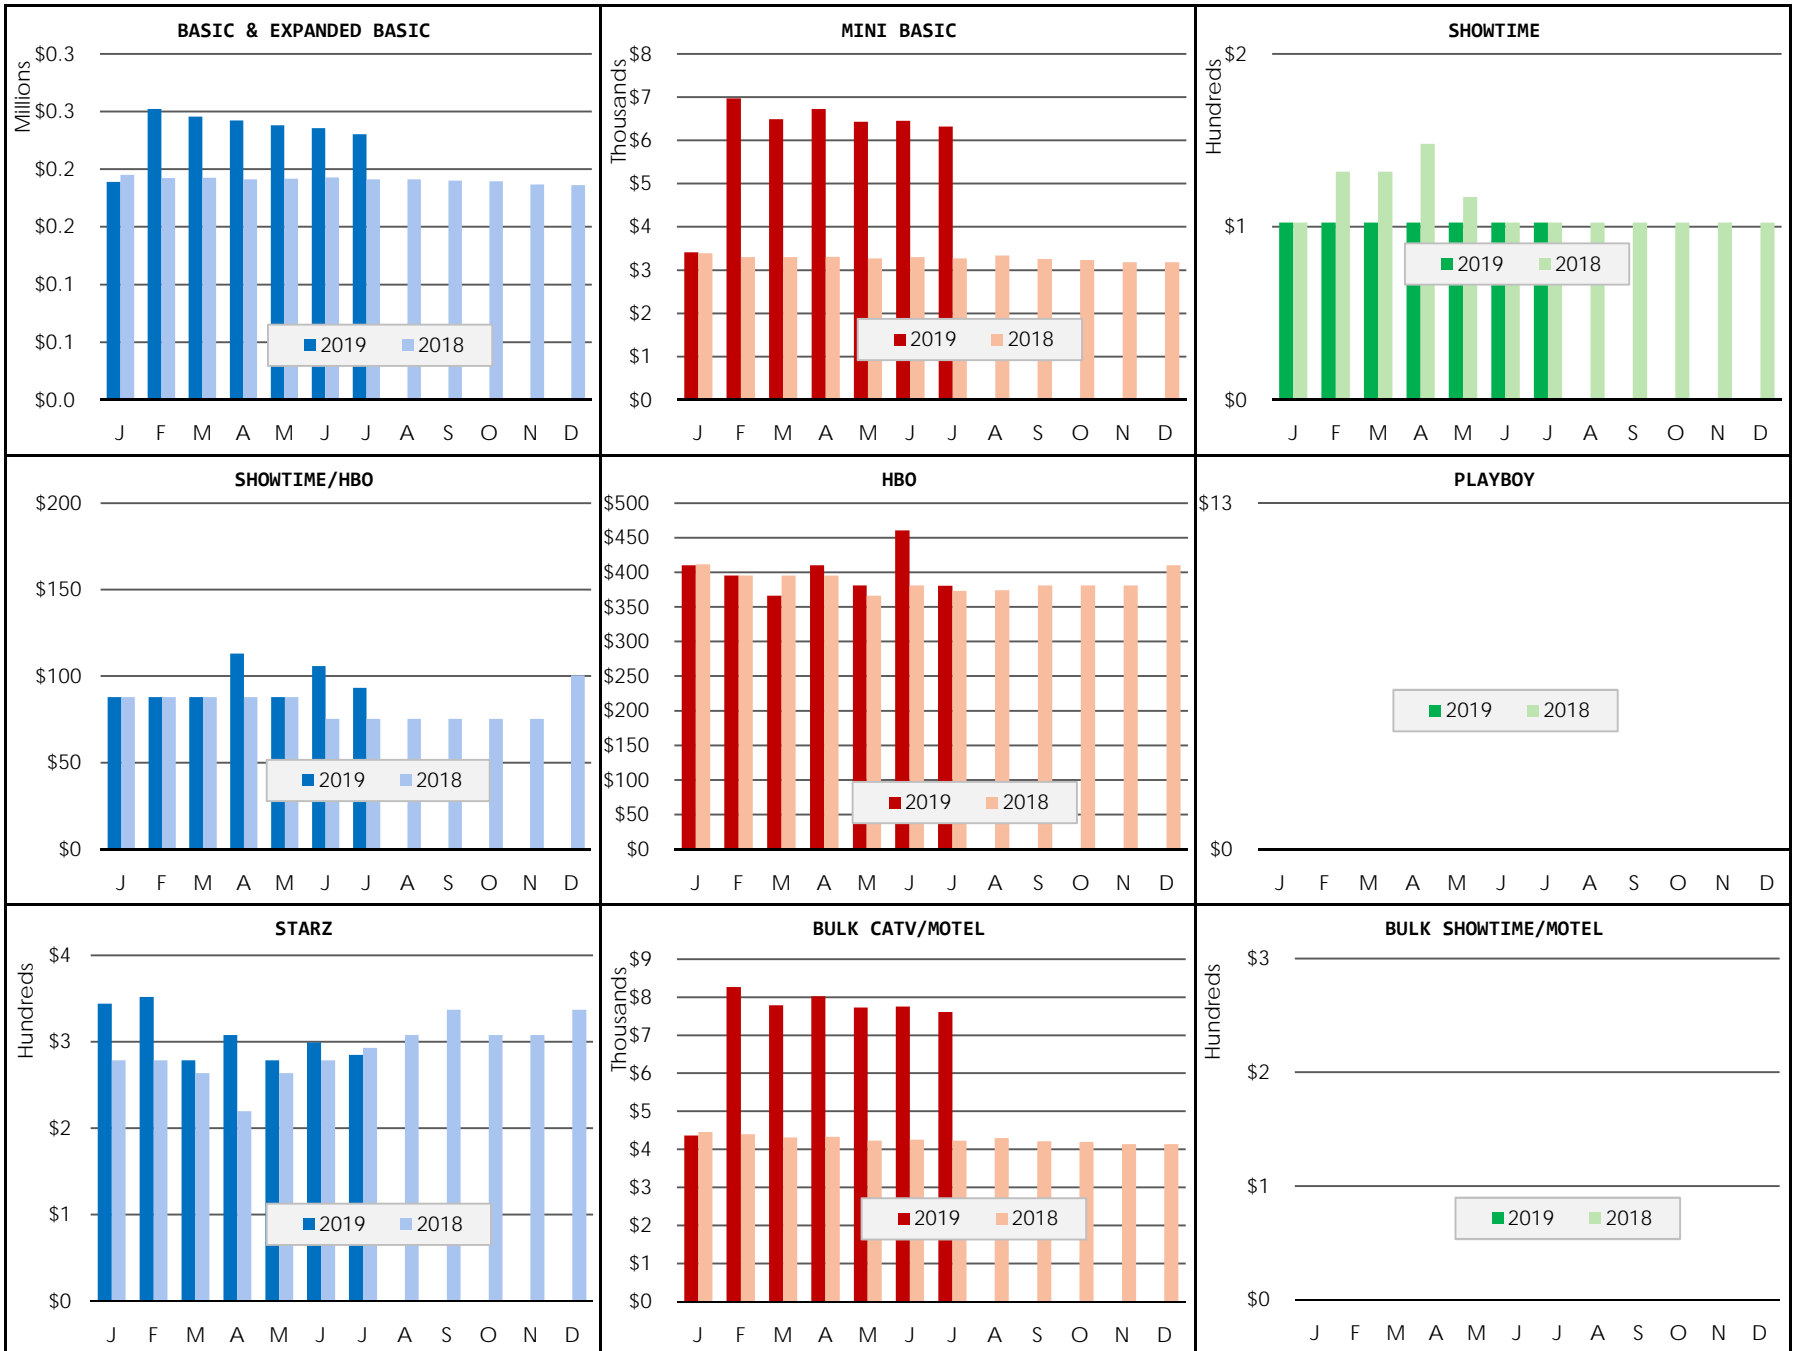 BASIC & EXPANDED BASIC
Millions
$0.3
$0.3
$0.2
$0.2
$0.1
$0.1
$0.0
2019 2018
J F M A M J J A S O N D
MINI BASIC
Thousands
$8
$7
$6
$5
$4
$3
$2
$1
$0
2019 2018
J F M A M J J A S O N D
SHOWTIME
Hundreds
$2
$1
$0
2019 2018
J F M A M J J A S O N D
SHOWTIME/HBO
$200
$150
$100
$50
$0
2019 2018
J F M A M J J A S O N D
HBO
$500
$450
$400
$350
$300
$250
$200
$150
$100
$50
$0
2019 2018
J F M A M J J A S O N D
PLAYBOY
$13
$0
2019 2018
J F M A M J J A S O N D
STARZ
Hundreds
$4
$3
$2
$1
$0
2019 2018
J F M A M J J A S O N D
BULK CATV/MOTEL
Thousands
$9
$8
$7
$6
$5
$4
$3
$2
$1
$0
2019 2018
J F M A M J J A S O N D
BULK SHOWTIME/MOTEL
Hundreds
$3
$2
$1
$0
2019 2018
J F M A M J J A S O N D